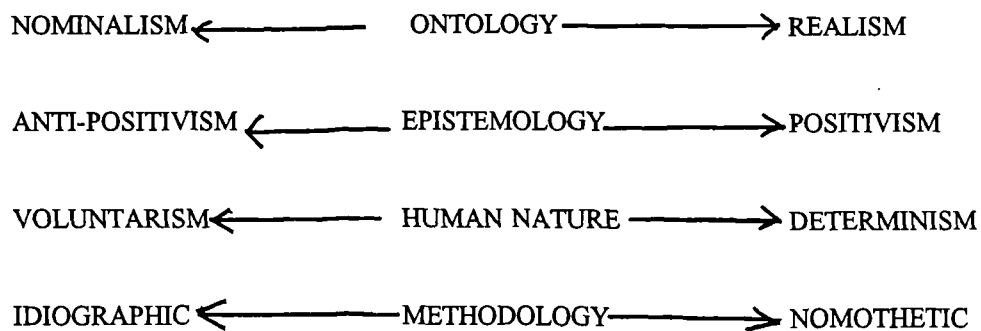 NOMINALISM ONTOLOGY REALISM
ANTI-POSITIVISM EPISTEMOLOGY POSITIVISM
VOLUNTARISM HUMAN NATURE DETERMINISM
IDIOGRAPHIC METHODOLOGY NOMOTHETIC